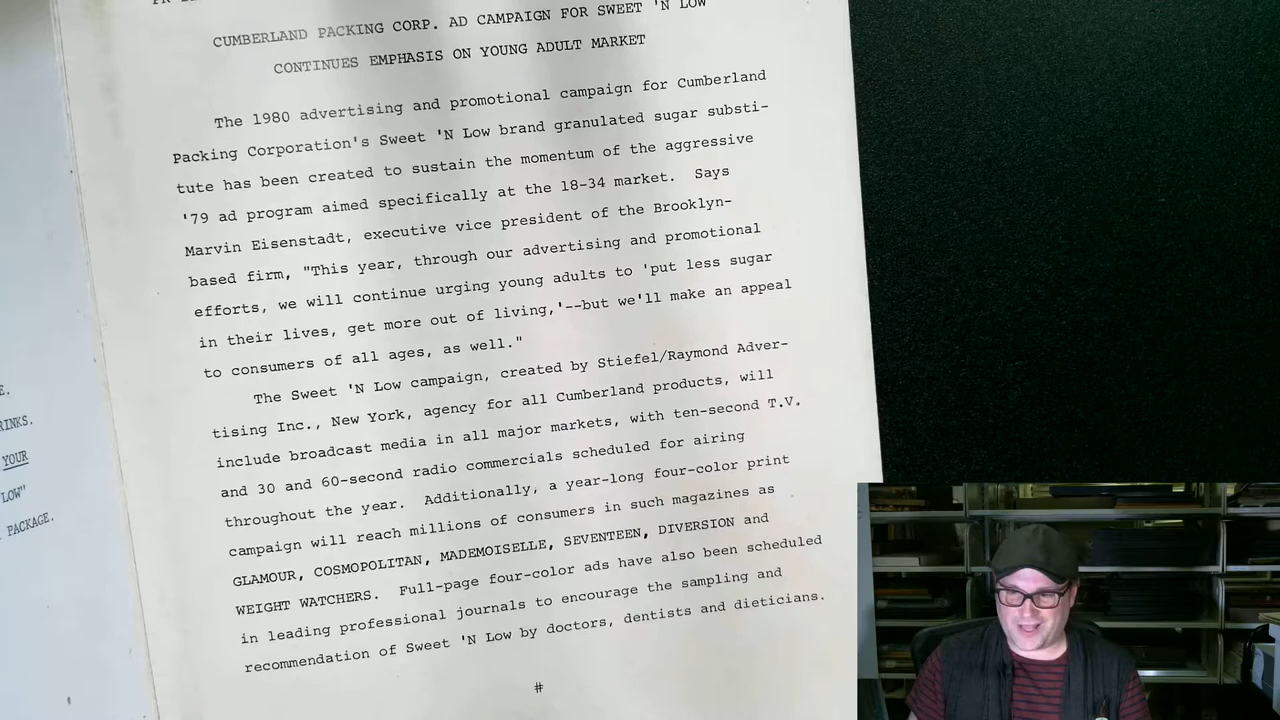 CUMBERLAND PACKING CORP. AD CAMPAIGN FOR SWEET 'N LOW
CONTINUES EMPHASIS ON YOUNG ADULT MARKET
The 1980 advertising and promotional campaign for Cumberland
Packing Corporation's Sweet 'N Low brand granulated sugar substi-
tute has been created to sustain the momentum of the aggressive
'79 ad program aimed specifically at the 18-34 market. Says
Marvin Eisenstadt, executive vice president of the Brooklyn-
based firm, "This year, through our advertising and promotional
efforts, we will continue urging young adults to 'put less sugar
in their lives, get more out of living,'--but we'll make an appeal
to consumers of all ages, as well."
The Sweet 'N Low campaign, created by Stiefel/Raymond Adver-
tising Inc., New York, agency for all Cumberland products, will
include broadcast media in all major markets, with ten-second T.V.
and 30 and 60-second radio commercials scheduled for airing
throughout the year. Additionally, a year-long four-color print
campaign will reach millions of consumers in such magazines as
GLAMOUR, COSMOPOLITAN, MADEMOISELLE, SEVENTEEN, DIVERSION and
WEIGHT WATCHERS. Full-page four-color ads have also been scheduled
in leading professional journals to encourage the sampling and
recommendation of Sweet 'N Low by doctors, dentists and dieticians.
#
E.
RINKS.
YOUR
LOW"
PACKAGE.